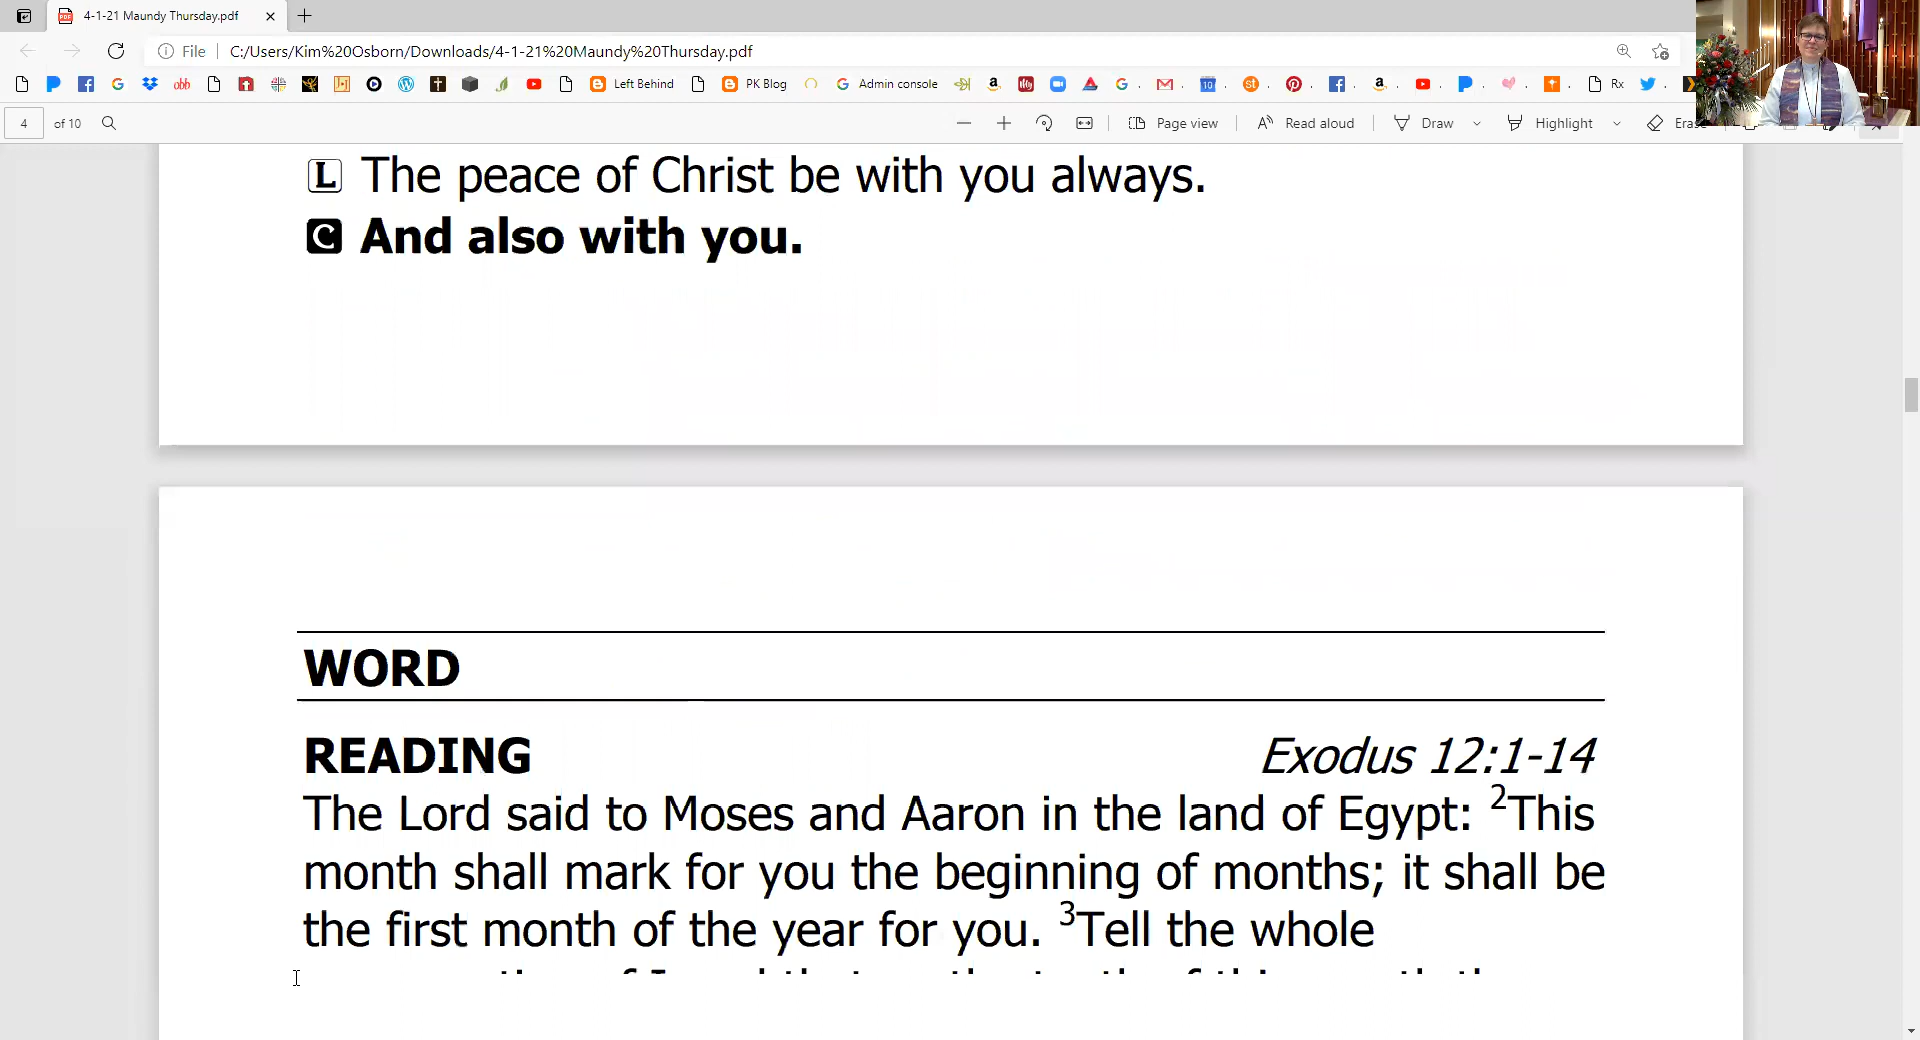 4-1-21 Maundy Thursday.pdf
File C:/Users/Kim%20Osborn/Downloads/4-1-21%20Maundy%20Thursday.pdf
obb Left Behind PK Blog Admin console Rx
4 of 10 Page view Read aloud Draw Highlight
L The peace of Christ be with you always.
C And also with you.
WORD
READING Exodus 12:1-14
The Lord said to Moses and Aaron in the land of Egypt: 2This
month shall mark for you the beginning of months; it shall be
the first month of the year for you. 3Tell the whole